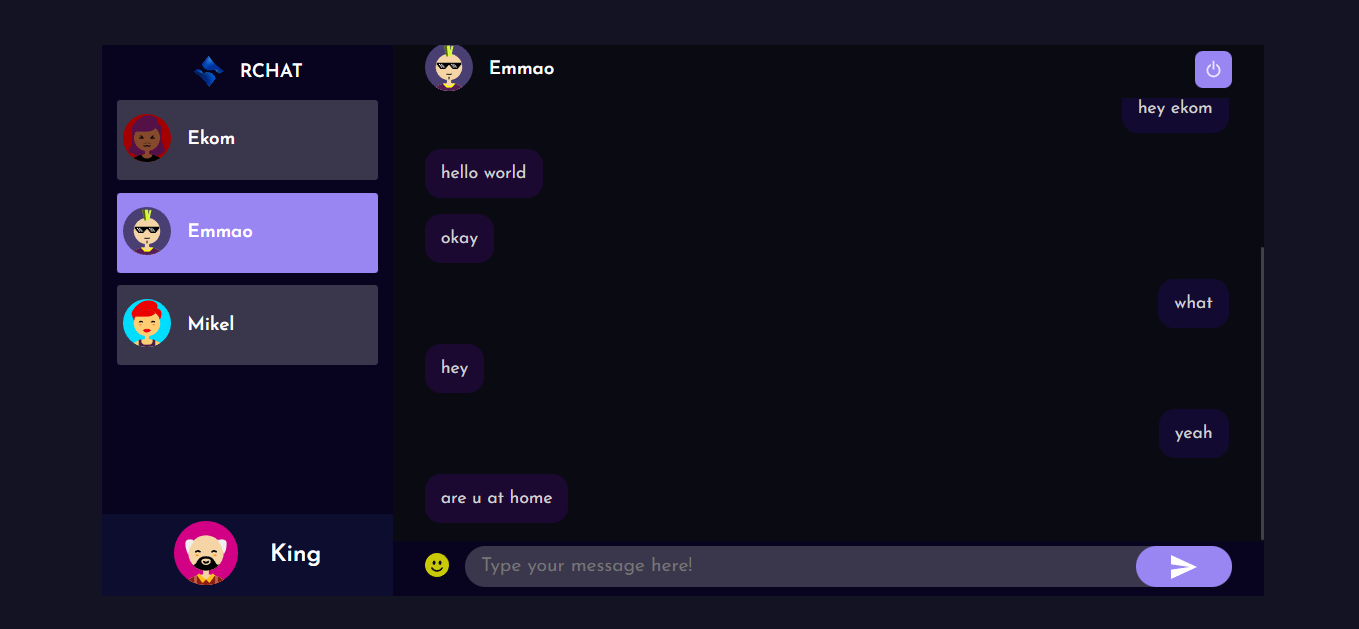 RCHAT
Ekom
Emmao
Mikel
King
Emmao
hey ekom
hello world
okay
what
hey
yeah
are u at home
Type your message here!